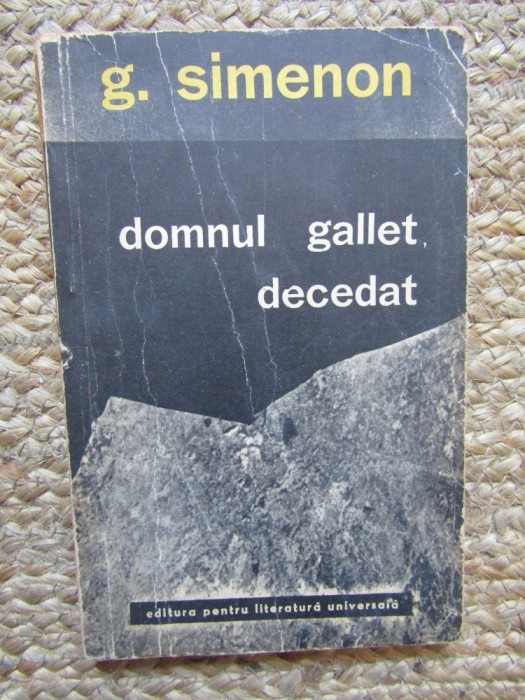 g. simenon
domnul gallet,
decedat
editura pentru literatură universală